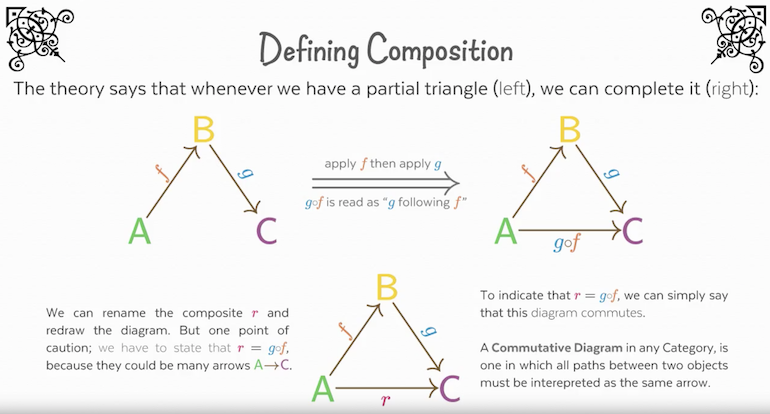 Defining Composition
The theory says that whenever we have a partial triangle (left), we can complete it (right):
B
f
g
A
C
apply f then apply g
g∘f is read as “g following f”
B
f
g
A
C
g∘f
We can rename the composite r and
redraw the diagram. But one point of
caution; we have to state that r = g∘f,
because they could be many arrows A→C.
B
f
g
A
C
r
To indicate that r = g∘f, we can simply say
that this diagram commutes.
A Commutative Diagram in any Category, is
one in which all paths between two objects
must be interepreted as the same arrow.